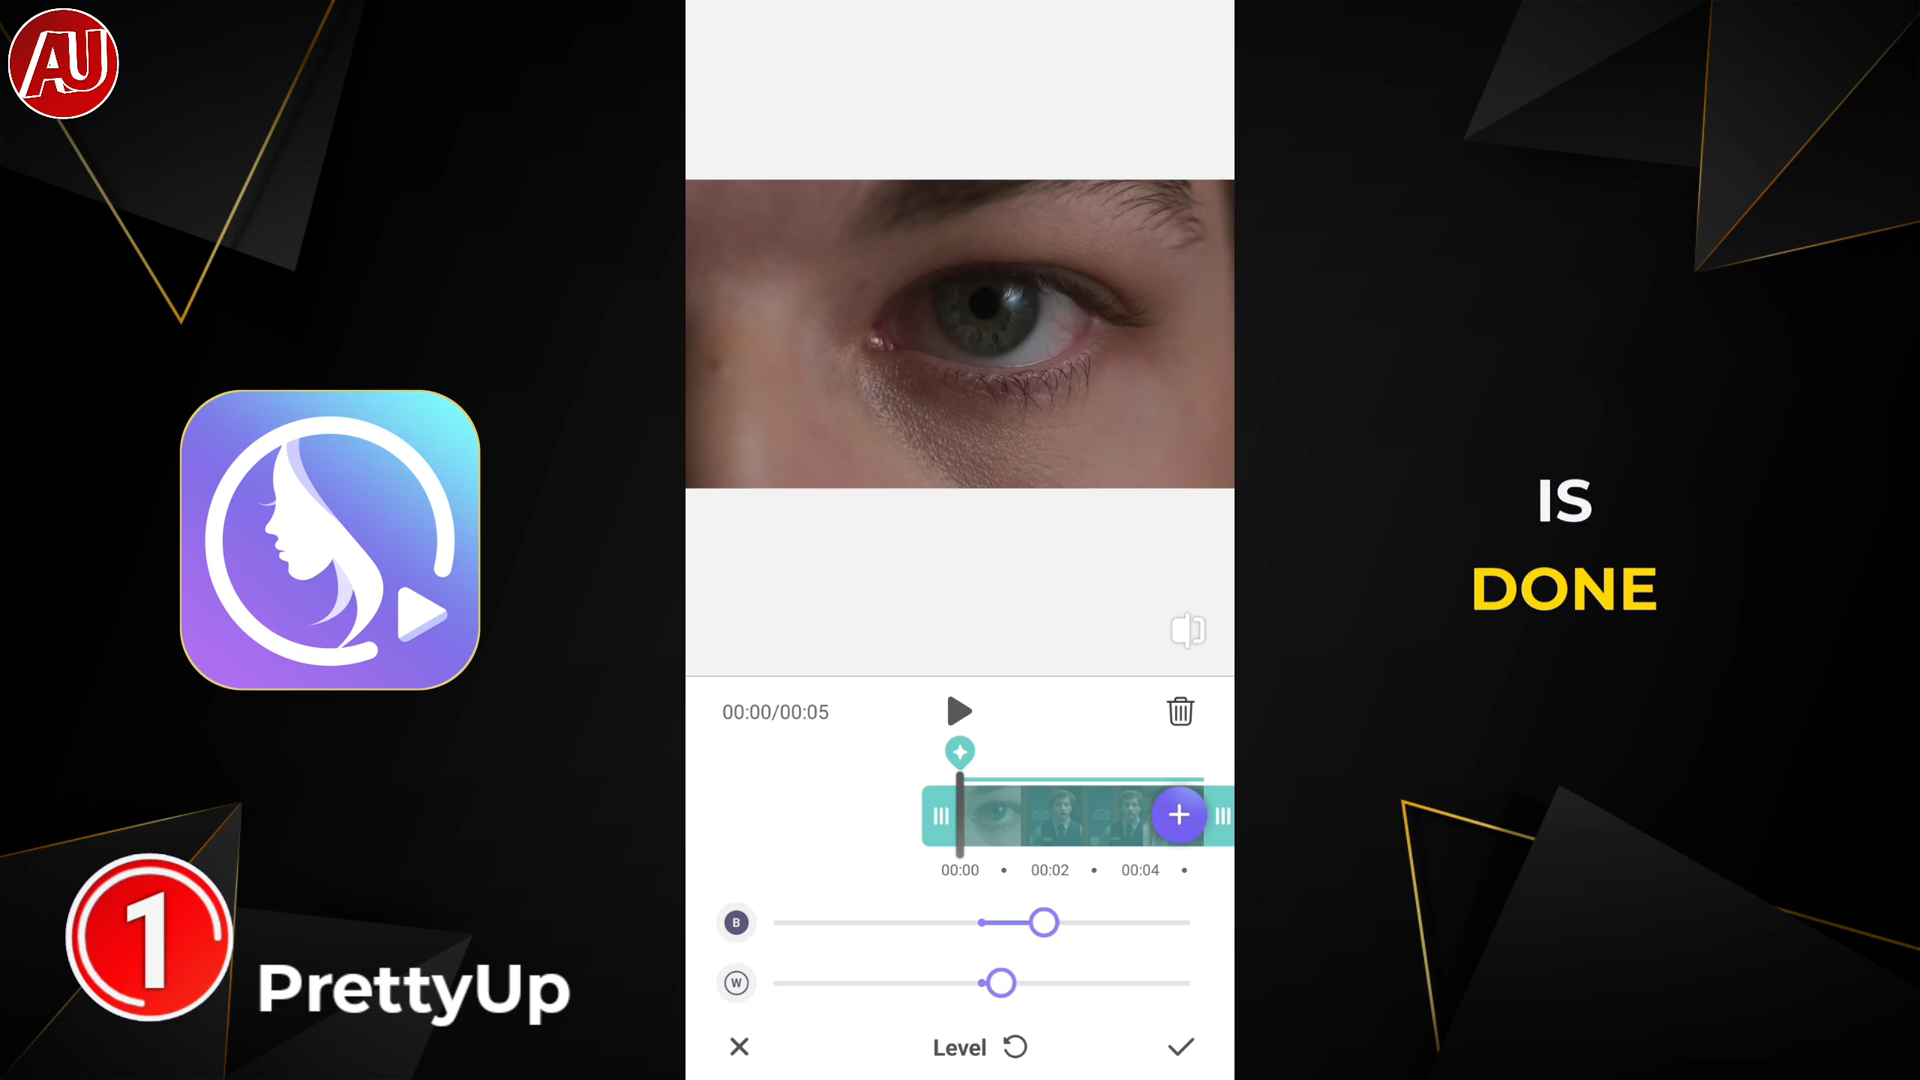 AU
IS
DONE
00:00/00:05
00:00 • 00:02 • 00:04 •
B
W
Level
1
PrettyUp